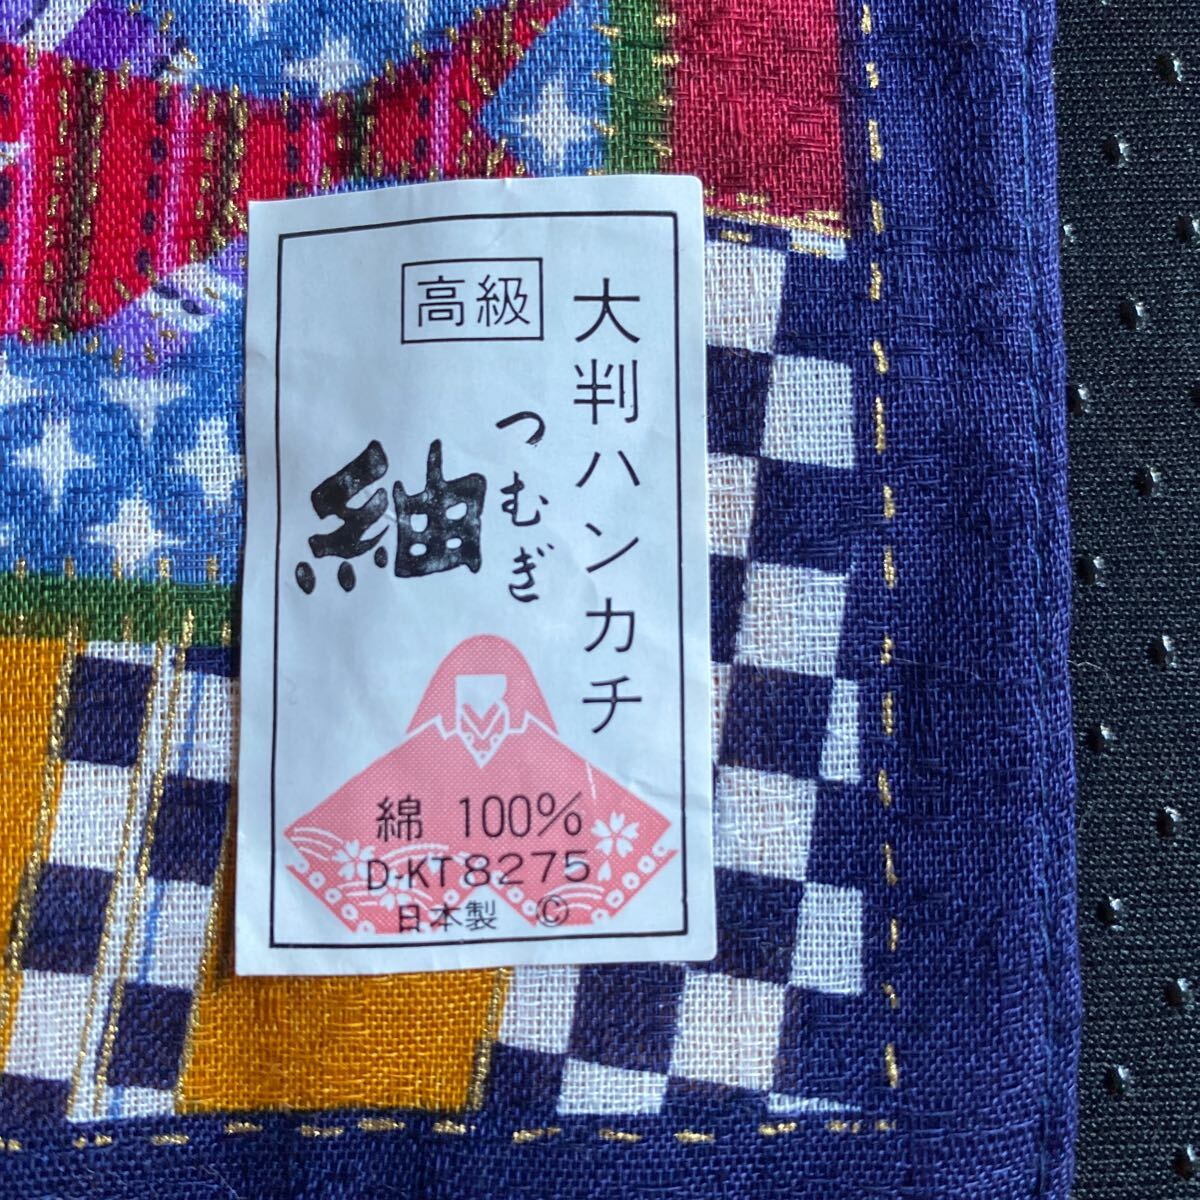 大判ハンカチ
高級
つむぎ
紬
綿 100%
D-KT8275
日本製 ©